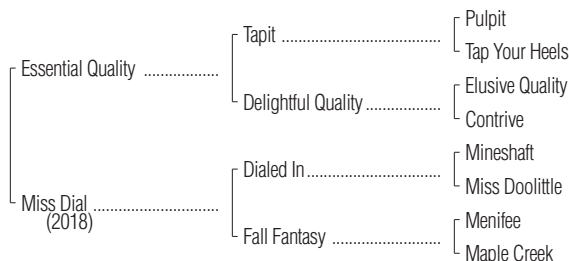 Pulpit
Tapit ........................................
Tap Your Heels
Essential Quality ...................
Elusive Quality
Delightful Quality ...................
Contrive
Mineshaft
Dialed In ..................................
Miss Doolittle
Miss Dial ................................
(2018)
Menifee
Fall Fantasy ............................
Maple Creek